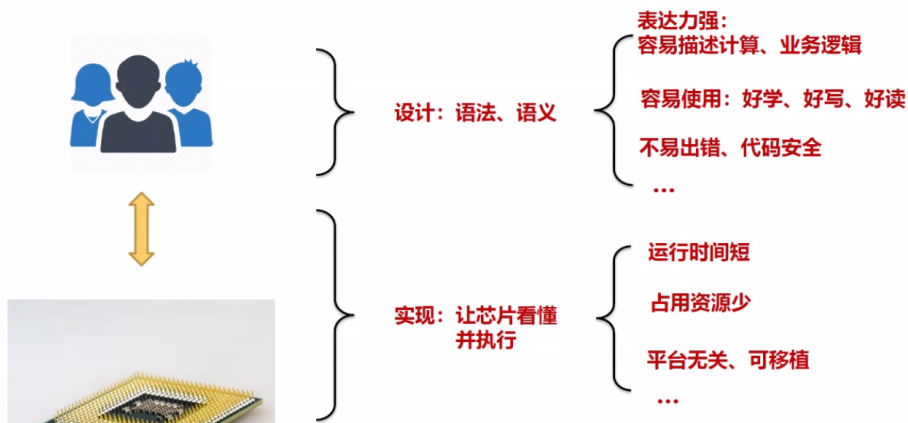 表达力强：
容易描述计算、业务逻辑
设计：语法、语义
容易使用：好学、好写、好读
不易出错、代码安全
...
运行时间短
占用资源少
实现：让芯片看懂
并执行
平台无关、可移植
...